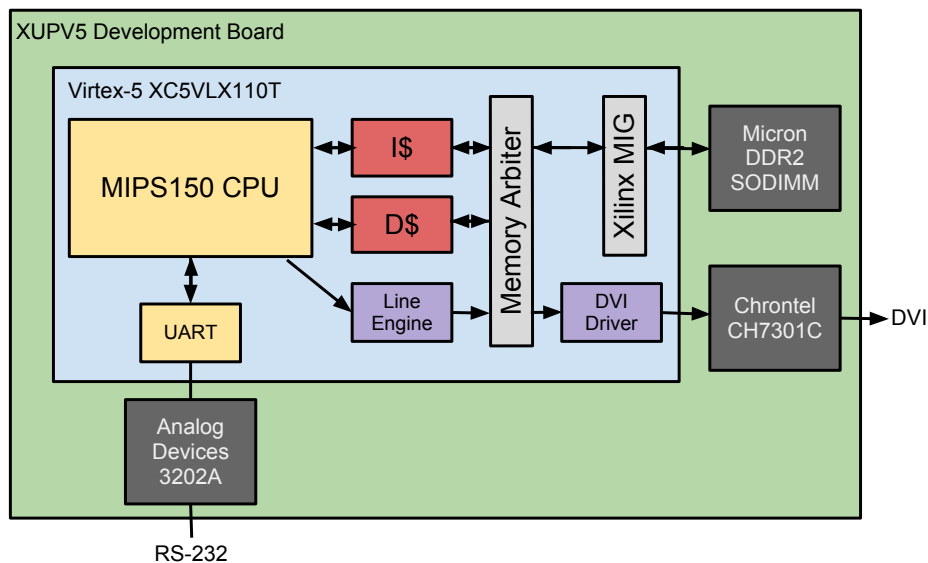 XUPV5 Development Board
Virtex-5 XC5VLX110T
MIPS150 CPU
I$
D$
Memory Arbiter
Xilinx MIG
Micron
DDR2
SODIMM
Line
Engine
DVI
Driver
Chrontel
CH7301C
DVI
UART
Analog
Devices
3202A
RS-232